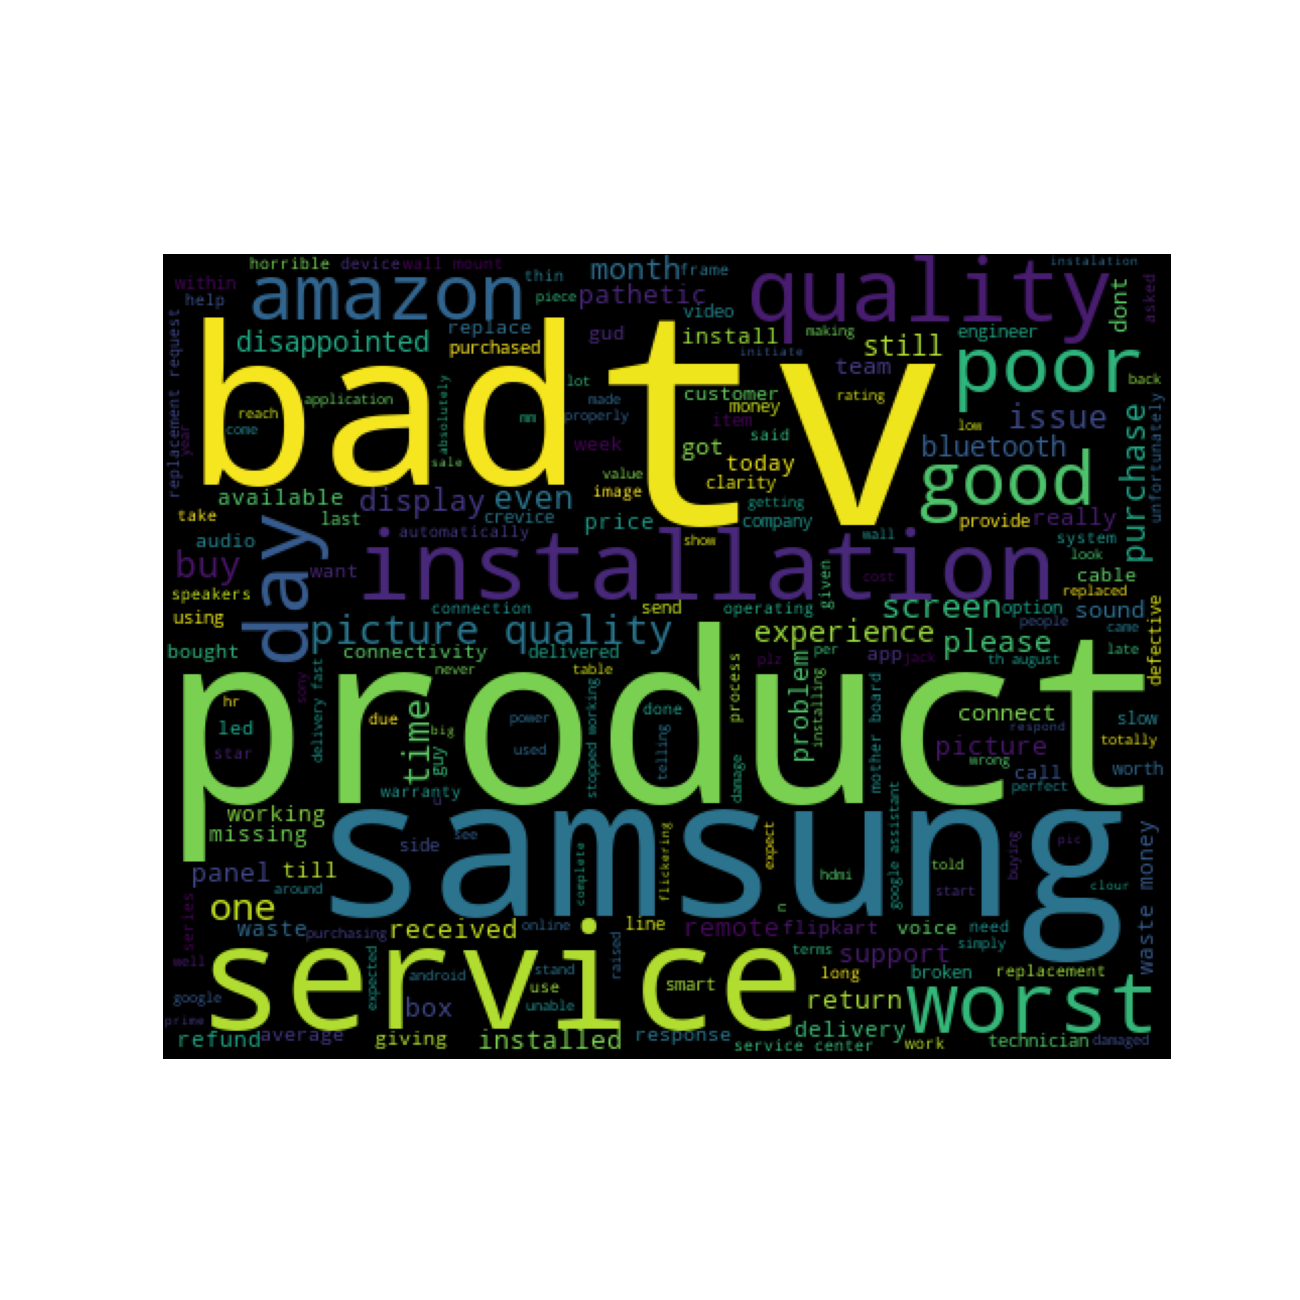 horrible device wall mount
instalation
within
help
amazon
thin
piece
month frame
pathetic
video
quality
dont
asked
replacement request
year
disappointed
replace
purchased
gud
install
initiate
making
still
team
engineer
poor
back
bad
tv
reach
come
application
absolutely
sale
lot
made
properly
mm
week
customer
money
item
said
got
today
clarity
rating
low
issue
bluetooth
good
purchase
unfortunately
value
image
getting
company
available
display
even
take
last
crevice
price
automatically
show
wall
provide
really
system
look
audio
day
want
installation
cost
given
cable
replaced
buy
speakers
using
connection
send
operating
screen
option
sound
people
came
late
defective
picture quality
experience
please
bought
connectivity
delivered
never
table
plz
per
app
jack
th august
product
hr
led
star
sony
delivery fast
due
time
big
guy
power
used
stopped working
done
telling
process
damage
problem
installing
mother board
connect
respond
picture
wrong
call
perfect
slow
totally
worth
warranty
working
missing
samsung
side
see
complete
flickering
expect
hdmi
google assistant
told
start
buying
pic
clour
waste money
panel
till
around
series
one
waste
purchasing
received
online
line
remote
flipkart
voice
need
simply
well
service
expected
android
stand
use
unable
raised
smart
terms
support
long
broken
replacement
google
prime
box
return
worst
refund
average
giving
installed
response
delivery
service center
work
technician
damaged
c
n